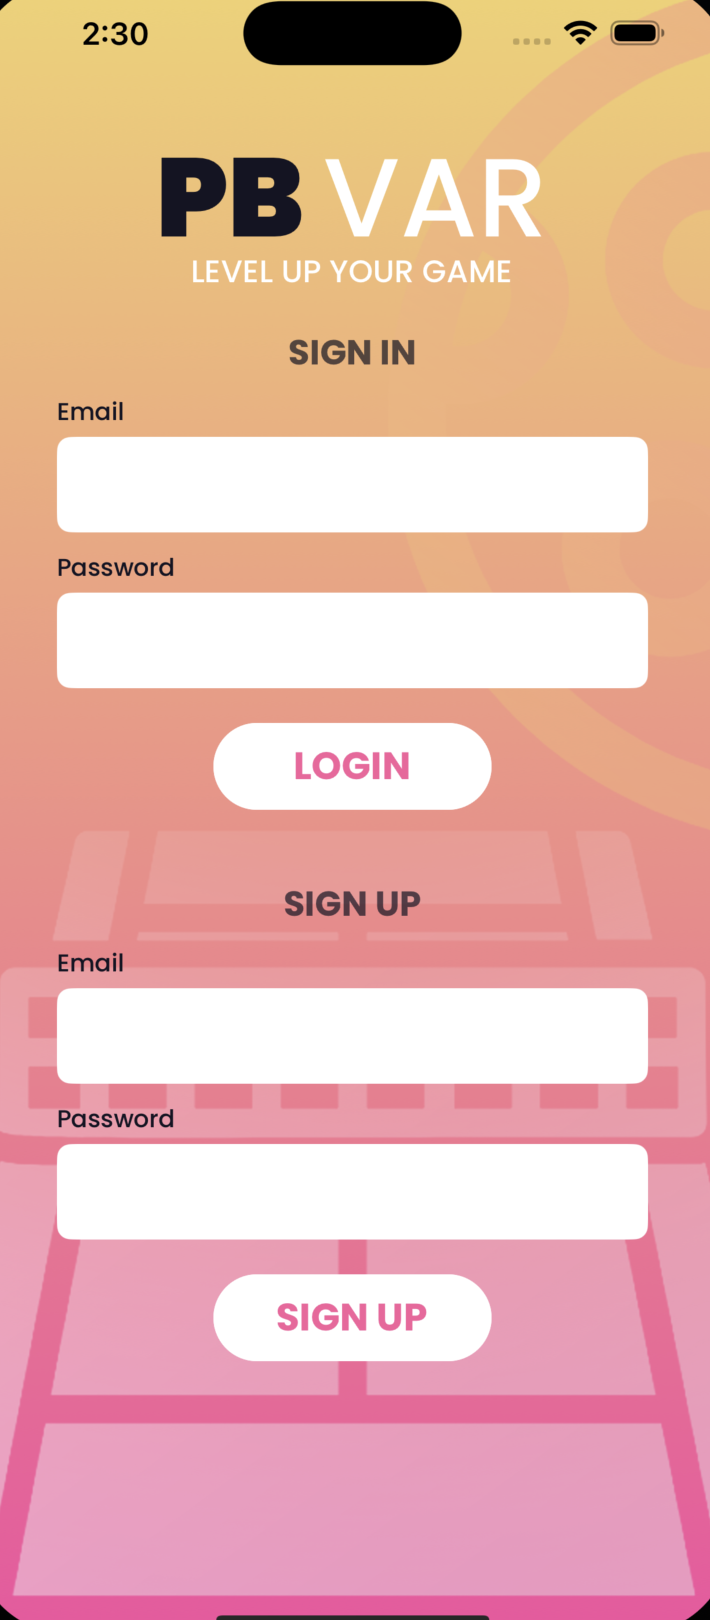 2:30
PB VAR
LEVEL UP YOUR GAME
SIGN IN
Email
Password
LOGIN
SIGN UP
Email
Password
SIGN UP